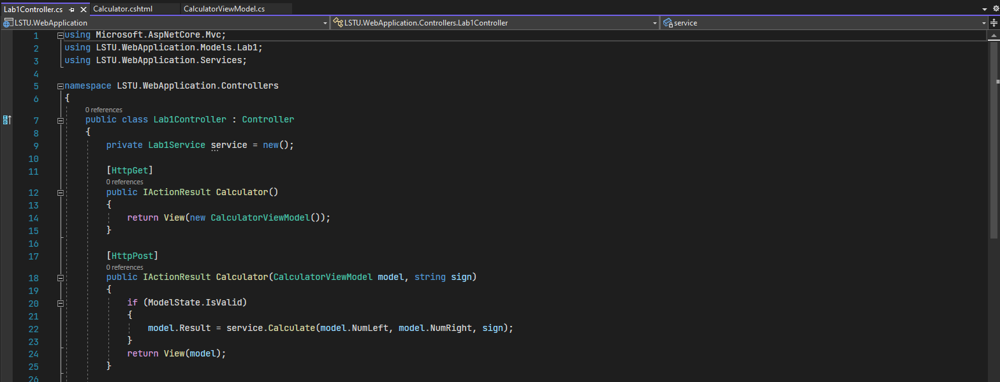 Lab1Controller.cs Calculator.cshtml CalculatorViewModel.cs
LSTU.WebApplication LSTU.WebApplication.Controllers.Lab1Controller service
1 using Microsoft.AspNetCore.Mvc;
2 using LSTU.WebApplication.Models.Lab1;
3 using LSTU.WebApplication.Services;
4
5 namespace LSTU.WebApplication.Controllers
6 {
0 references
7 public class Lab1Controller : Controller
8 {
9 private Lab1Service service = new();
10
11 [HttpGet]
0 references
12 public IActionResult Calculator()
13 {
14 return View(new CalculatorViewModel());
15 }
16
17 [HttpPost]
0 references
18 public IActionResult Calculator(CalculatorViewModel model, string sign)
19 {
20 if (ModelState.IsValid)
21 {
22 model.Result = service.Calculate(model.NumLeft, model.NumRight, sign);
23 }
24 return View(model);
25 }
26